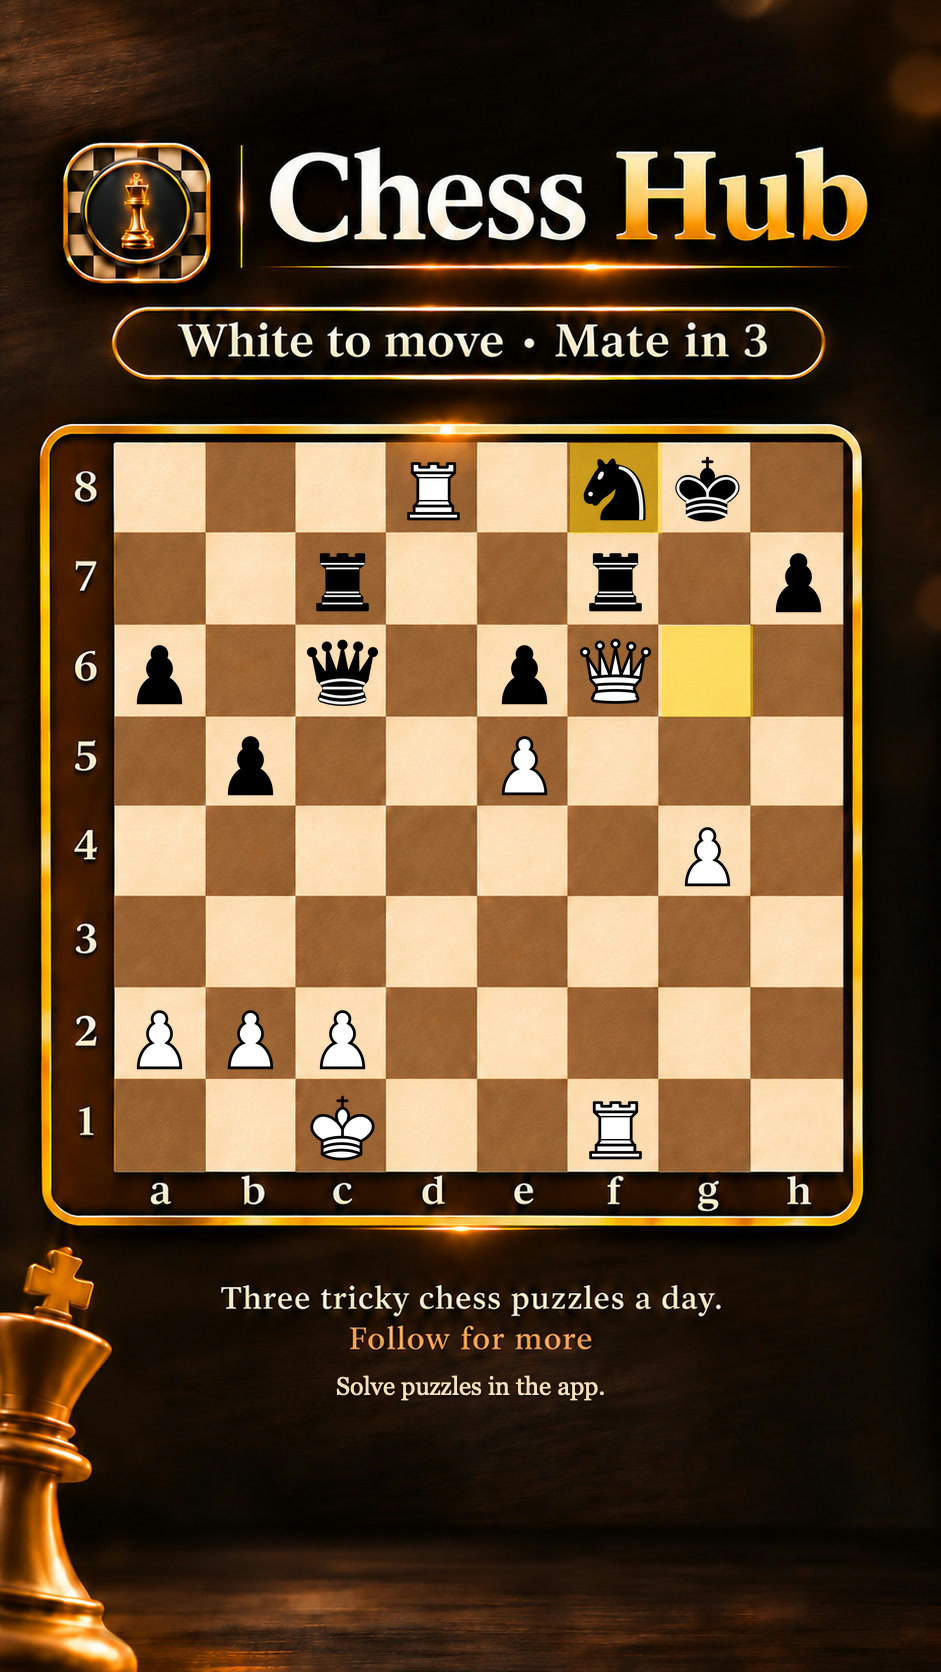 Chess Hub
White to move • Mate in 3
8
7
6
5
4
3
2
1
a b c d e f g h
Three tricky chess puzzles a day.
Follow for more
Solve puzzles in the app.